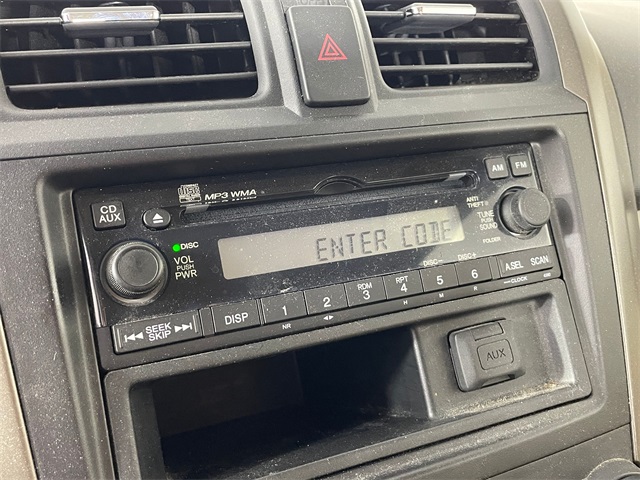 MP3 WMA
AM FM
CD
AUX
ANTI
THEFT
DISC
VOL
PUSH
PWR
ENTER CODE
TUNE
PUSH
SOUND
FOLDER
SEEK
SKIP
DISP
1
2
RDM
3
RPT
4
DISC−
5
DISC+
6
A.SEL
SCAN
NR
H
M
R
CLOCK
AUX